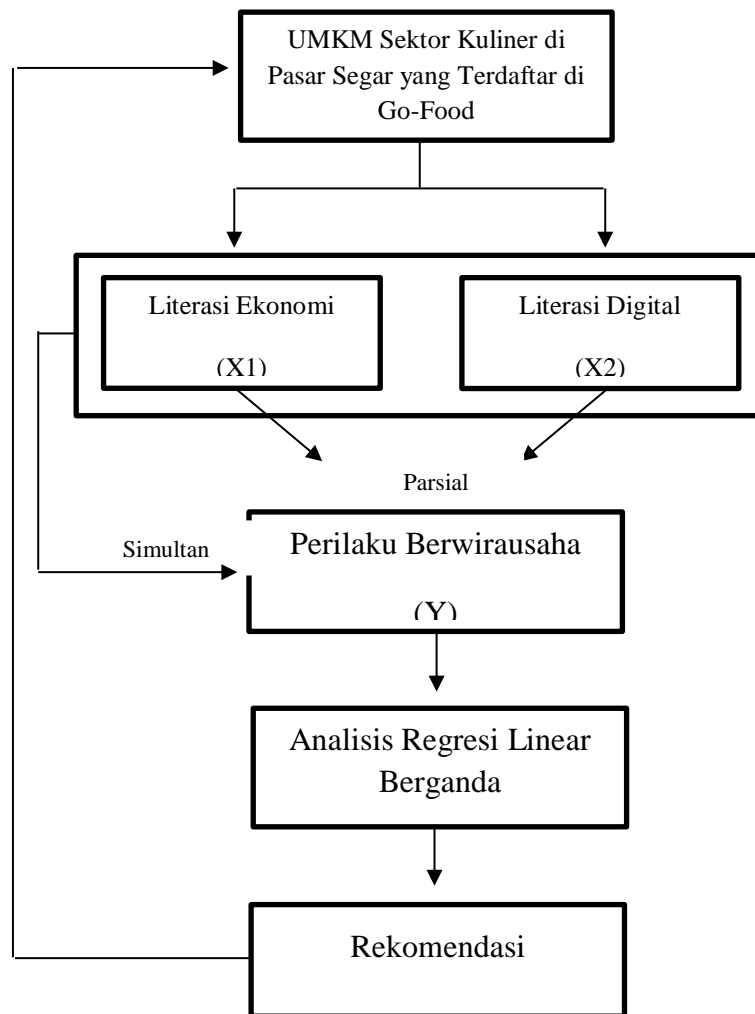 UMKM Sektor Kuliner di
Pasar Segar yang Terdaftar di
Go-Food
Literasi Ekonomi
(X1)
Literasi Digital
(X2)
Parsial
Simultan
Perilaku Berwirausaha
(Y)
Analisis Regresi Linear
Berganda
Rekomendasi